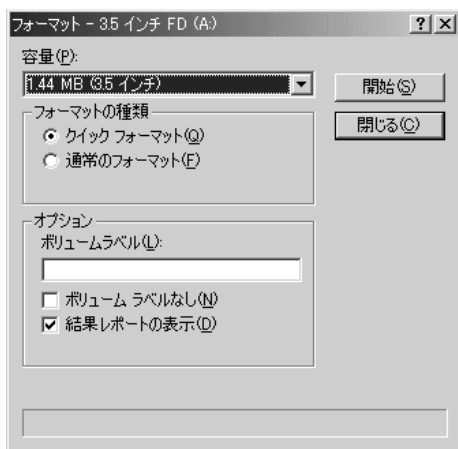 フォーマット - 3.5 インチ FD (A:)
容量(P):
1.44 MB (3.5 インチ)
開始(S)
閉じる(C)
フォーマットの種類
クイック フォーマット(Q)
通常のフォーマット(F)
オプション
ボリュームラベル(L):
ボリューム ラベルなし(N)
結果レポートの表示(D)